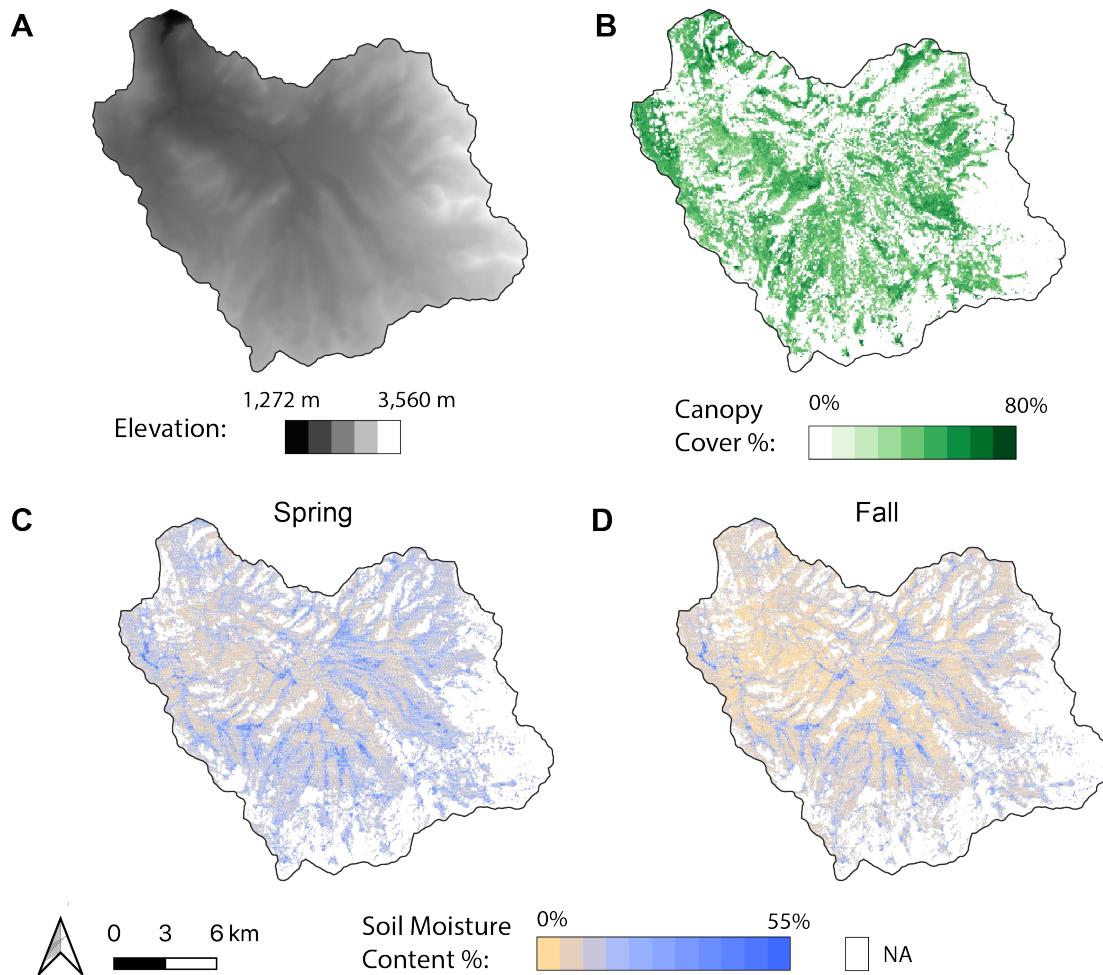 A
B
1,272 m 3,560 m
Elevation:
0% 80%
Canopy
Cover %:
C Spring
D Fall
0 3 6 km
Soil Moisture
Content %:
0% 55%
NA